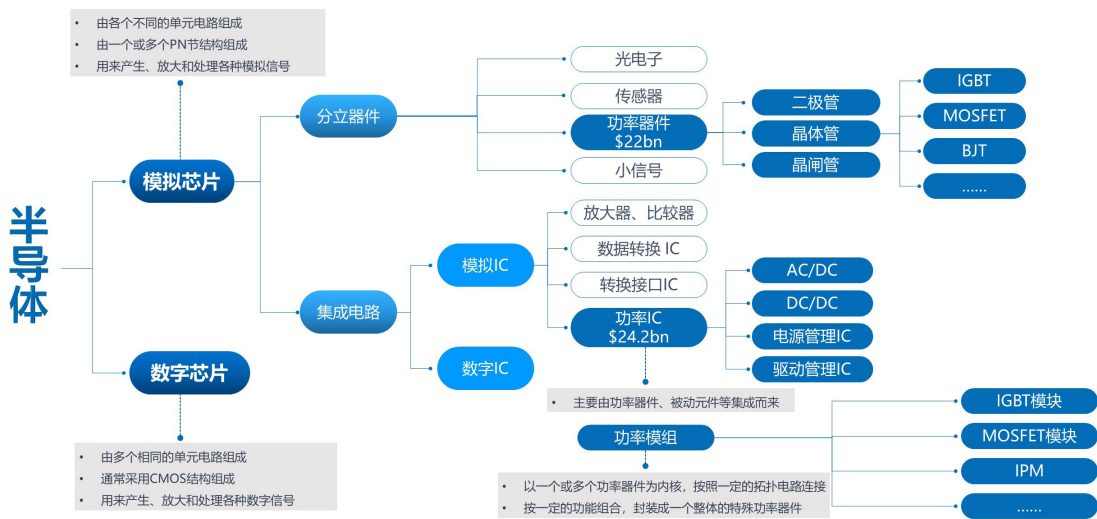 • 由各个不同的单元电路组成
• 由一个或多个PN节结构组成
• 用来产生、放大和处理各种模拟信号
半导体
模拟芯片
数字芯片
• 由多个相同的单元电路组成
• 通常采用CMOS结构组成
• 用来产生、放大和处理各种数字信号
分立器件
集成电路
光电子
传感器
功率器件
$22bn
小信号
二极管
晶体管
晶闸管
IGBT
MOSFET
BJT
......
模拟IC
数字IC
放大器、比较器
数据转换 IC
转换接口IC
功率IC
$24.2bn
AC/DC
DC/DC
电源管理IC
驱动管理IC
• 主要由功率器件、被动元件等集成而来
功率模组
IGBT模块
MOSFET模块
IPM
......
• 以一个或多个功率器件为内核，按照一定的拓扑电路连接
• 按一定的功能组合，封装成一个整体的特殊功率器件